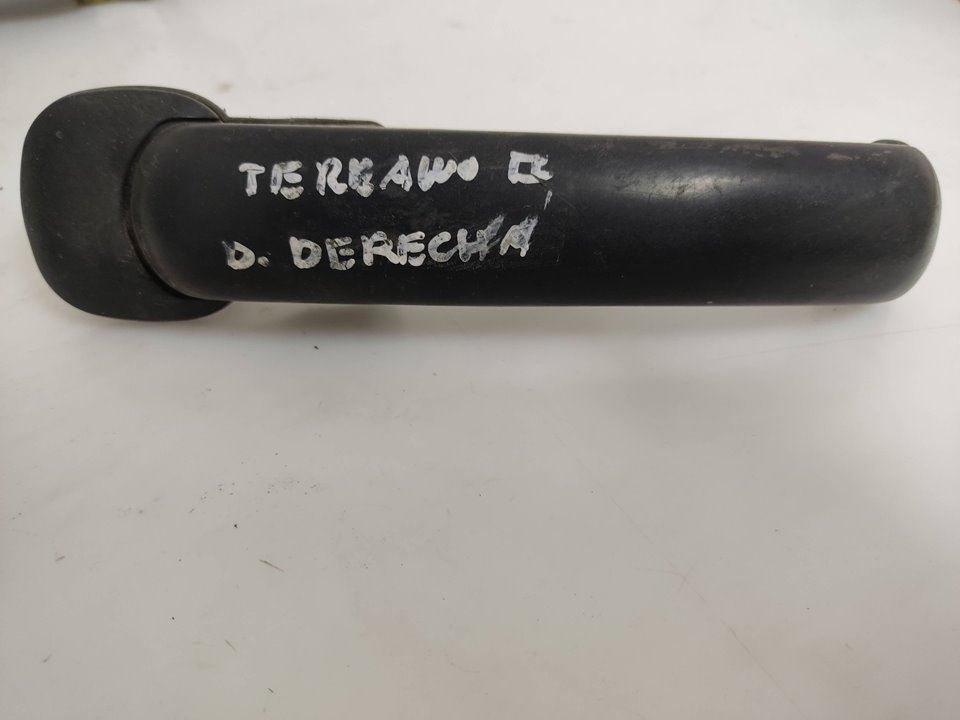 TERRANO II
D. DERECHA